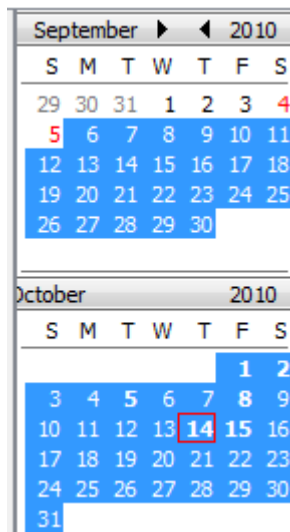 September 2010
S M T W T F S
29 30 31 1 2 3 4
5 6 7 8 9 10 11
12 13 14 15 16 17 18
19 20 21 22 23 24 25
26 27 28 29 30
October 2010
S M T W T F S
1 2
3 4 5 6 7 8 9
10 11 12 13 14 15 16
17 18 19 20 21 22 23
24 25 26 27 28 29 30
31